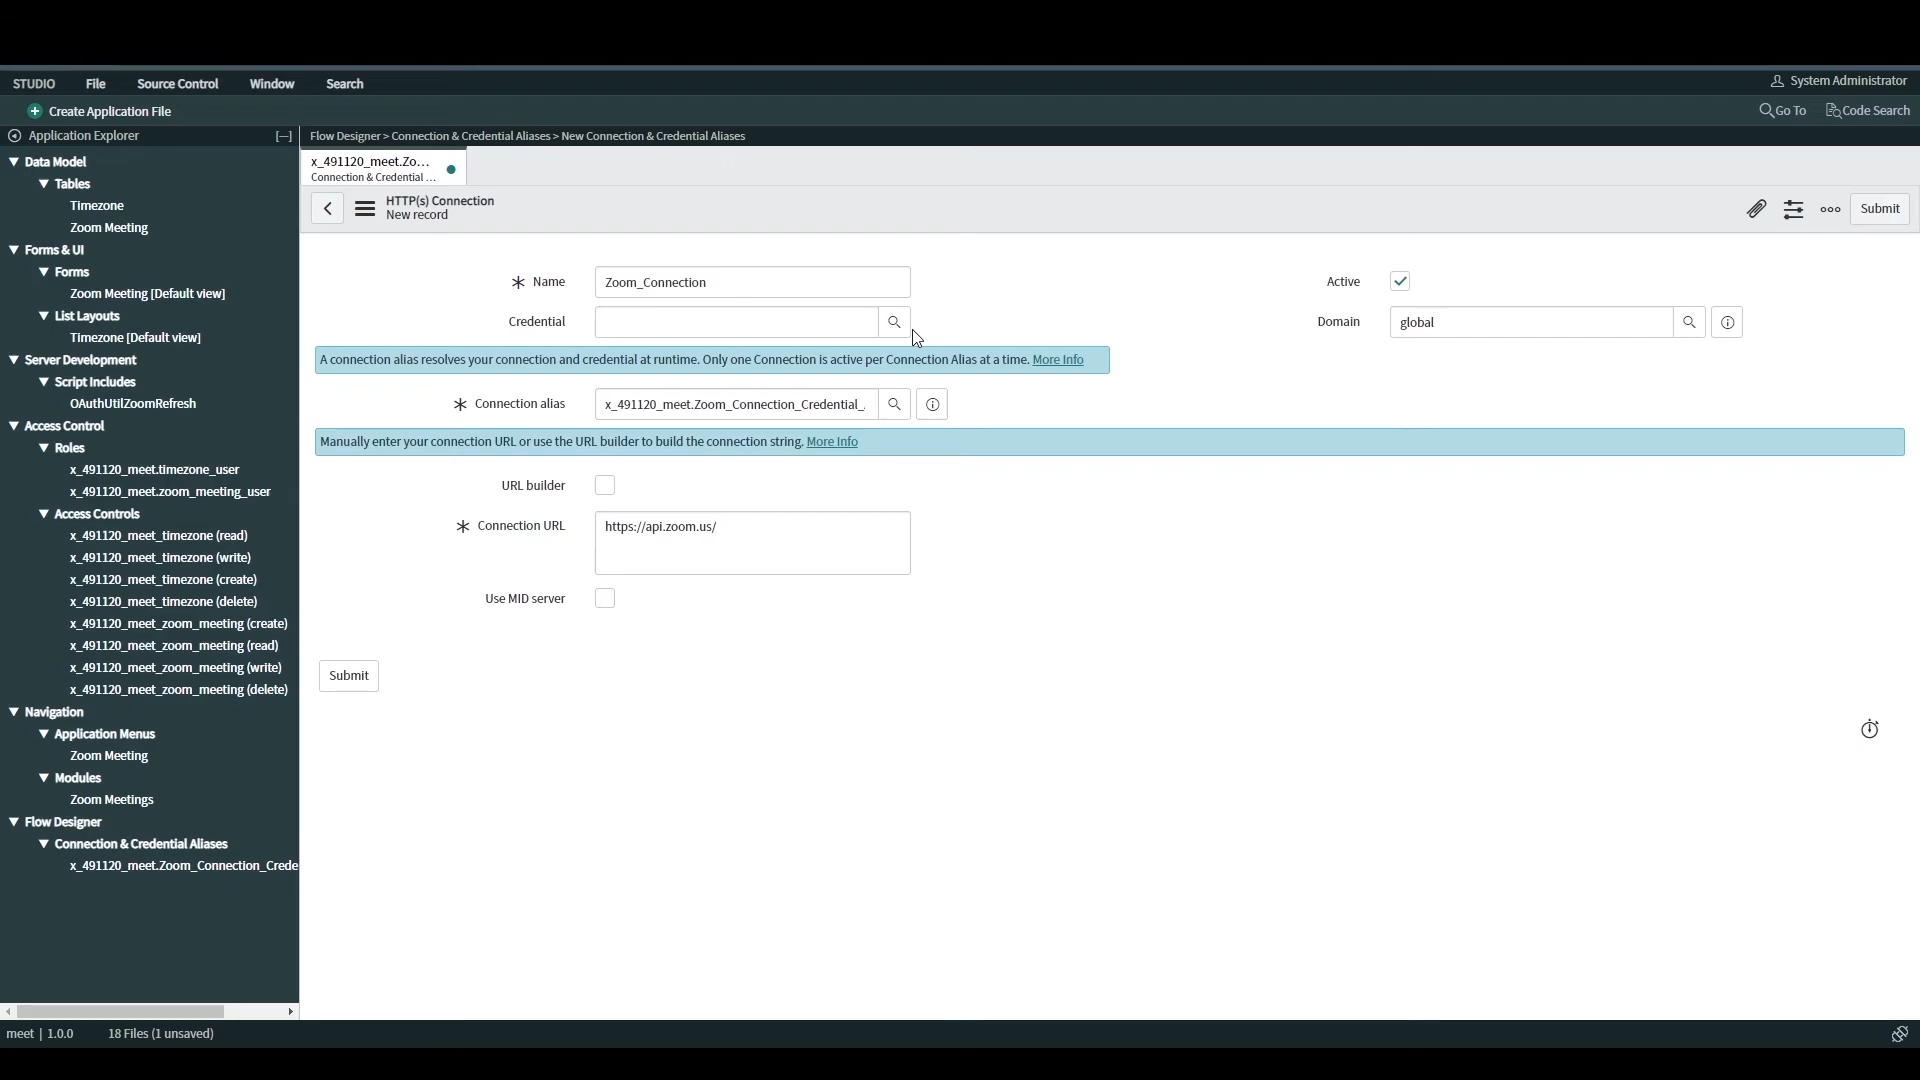 STUDIO File Source Control Window Search System Administrator
Create Application File Go To Code Search
Application Explorer [—] Flow Designer > Connection & Credential Aliases > New Connection & Credential Aliases
Data Model
Tables
Timezone
Zoom Meeting
Forms & UI
Forms
Zoom Meeting [Default view]
List Layouts
Timezone [Default view]
Server Development
Script Includes
OAuthUtilZoomRefresh
Access Control
Roles
x_491120_meet.timezone_user
x_491120_meet.zoom_meeting_user
Access Controls
x_491120_meet_timezone (read)
x_491120_meet_timezone (write)
x_491120_meet_timezone (create)
x_491120_meet_timezone (delete)
x_491120_meet_zoom_meeting (create)
x_491120_meet_zoom_meeting (read)
x_491120_meet_zoom_meeting (write)
x_491120_meet_zoom_meeting (delete)
Navigation
Application Menus
Zoom Meeting
Modules
Zoom Meetings
Flow Designer
Connection & Credential Aliases
x_491120_meet.Zoom_Connection_Crede
x_491120_meet.Zo...
Connection & Credential ...
HTTP(s) Connection
New record
Submit
Name Zoom_Connection Active
Credential Domain global
A connection alias resolves your connection and credential at runtime. Only one Connection is active per Connection Alias at a time. More Info
Connection alias x_491120_meet.Zoom_Connection_Credential_
Manually enter your connection URL or use the URL builder to build the connection string. More Info
URL builder
Connection URL https://api.zoom.us/
Use MID server
Submit
meet | 1.0.0 18 Files (1 unsaved)